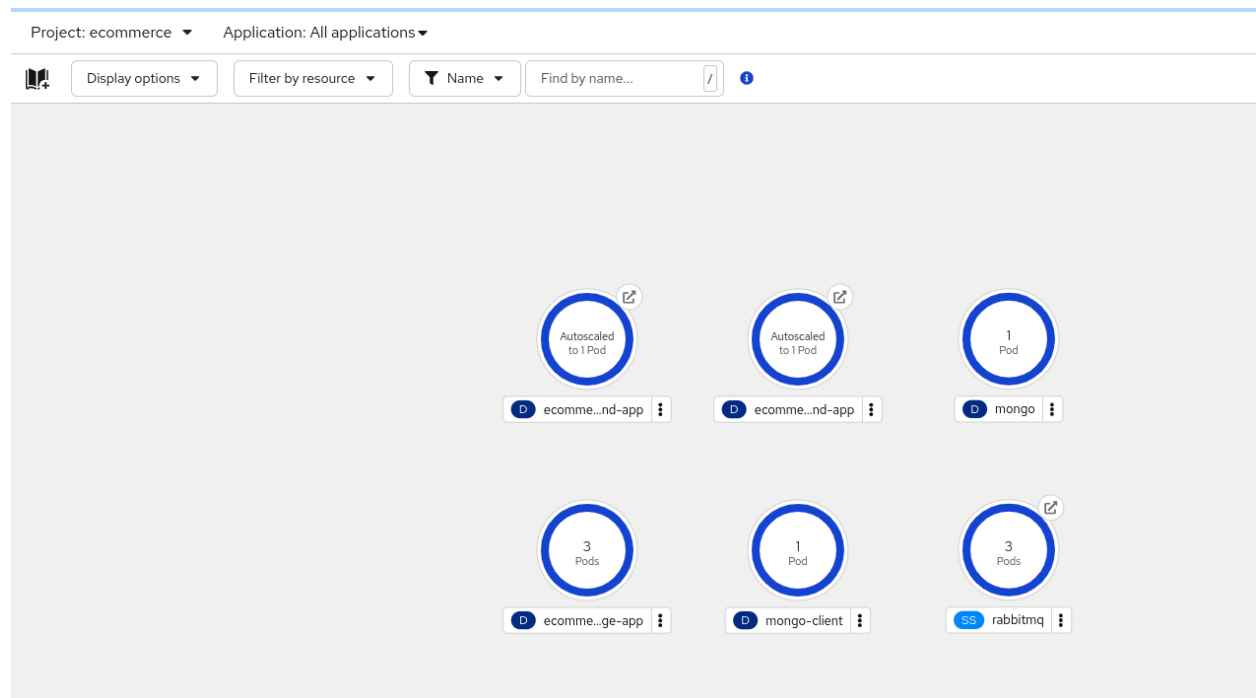 Project: ecommerce Application: All applications
Display options Filter by resource Name Find by name... /
Autoscaled
to 1 Pod
D ecomme...nd-app
Autoscaled
to 1 Pod
D ecomme...nd-app
1
Pod
D mongo
3
Pods
D ecomme...ge-app
1
Pod
D mongo-client
3
Pods
SS rabbitmq